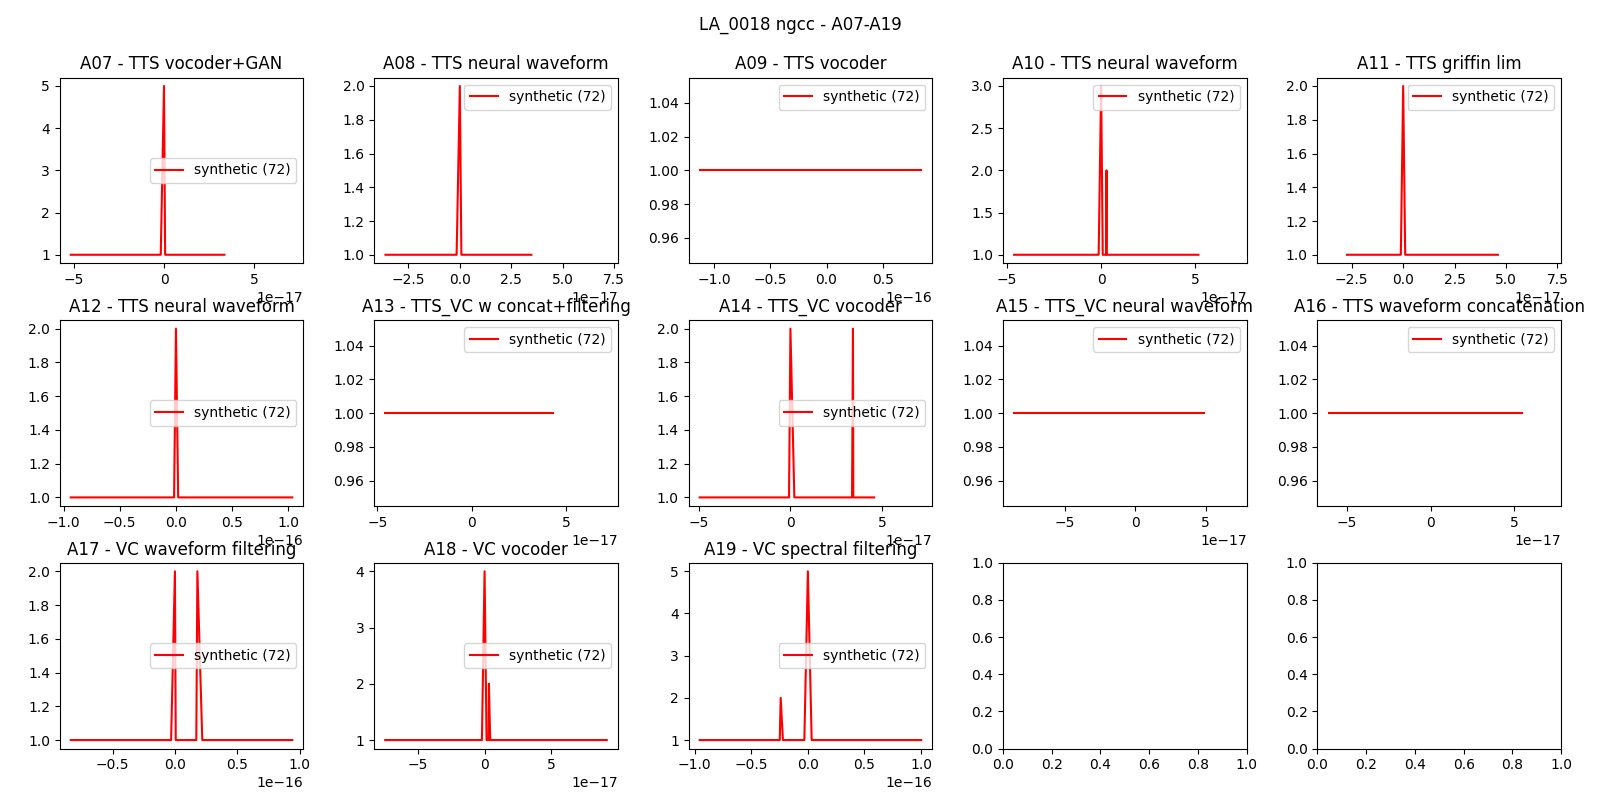 LA_0018 ngcc - A07-A19
A07 - TTS vocoder+GAN
synthetic (72)
5
4
3
2
1
−5 0 5
1e−17
A08 - TTS neural waveform
synthetic (72)
2.0
1.8
1.6
1.4
1.2
1.0
−2.5 0.0 2.5 5.0 7.5
1e−17
A09 - TTS vocoder
synthetic (72)
1.04
1.02
1.00
0.98
0.96
−1.0 −0.5 0.0 0.5
1e−16
A10 - TTS neural waveform
synthetic (72)
3.0
2.5
2.0
1.5
1.0
−5 0 5
1e−17
A11 - TTS griffin lim
synthetic (72)
2.0
1.8
1.6
1.4
1.2
1.0
−2.5 0.0 2.5 5.0 7.5
1e−17
A12 - TTS neural waveform
synthetic (72)
2.0
1.8
1.6
1.4
1.2
1.0
−1.0 −0.5 0.0 0.5 1.0
1e−16
A13 - TTS_VC w concat+filtering
synthetic (72)
1.04
1.02
1.00
0.98
0.96
−5 0 5
1e−17
A14 - TTS_VC vocoder
synthetic (72)
2.0
1.8
1.6
1.4
1.2
1.0
−5 0 5
1e−17
A15 - TTS_VC neural waveform
synthetic (72)
1.04
1.02
1.00
0.98
0.96
−5 0 5
1e−17
A16 - TTS waveform concatenation
synthetic (72)
1.04
1.02
1.00
0.98
0.96
−5 0 5
1e−17
A17 - VC waveform filtering
synthetic (72)
2.0
1.8
1.6
1.4
1.2
1.0
−0.5 0.0 0.5 1.0
1e−16
A18 - VC vocoder
synthetic (72)
4
3
2
1
−5 0 5
1e−17
A19 - VC spectral filtering
synthetic (72)
5
4
3
2
1
−1.0 −0.5 0.0 0.5 1.0
1e−16
1.0
0.8
0.6
0.4
0.2
0.0
0.0 0.2 0.4 0.6 0.8 1.0
1.0
0.8
0.6
0.4
0.2
0.0
0.0 0.2 0.4 0.6 0.8 1.0